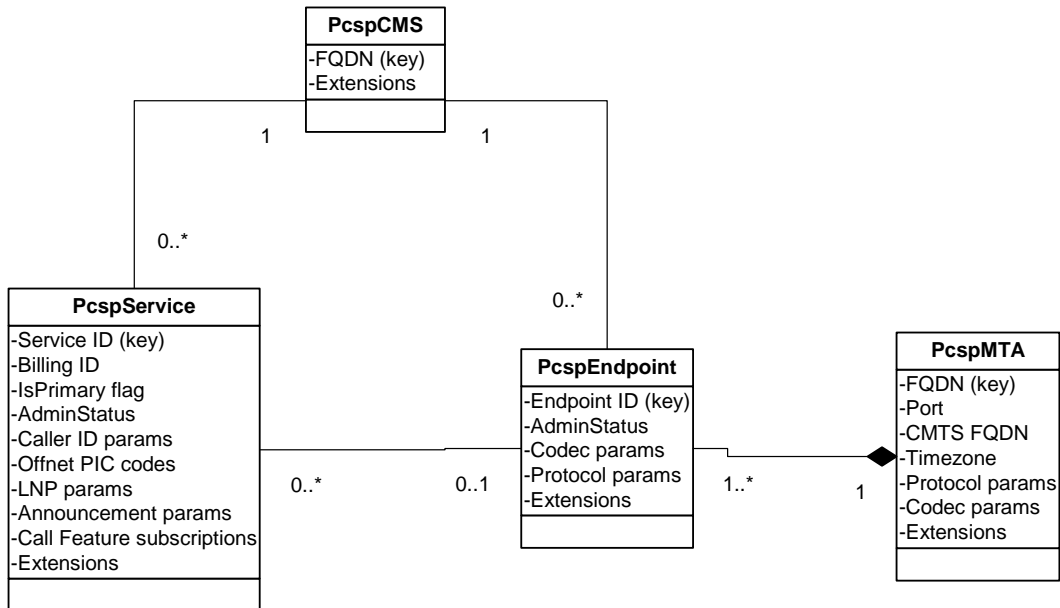 PcspCMS
-FQDN (key)
-Extensions
1
1
0..*
0..*
PcspService
-Service ID (key)
-Billing ID
-IsPrimary flag
-AdminStatus
-Caller ID params
-Offnet PIC codes
-LNP params
-Announcement params
-Call Feature subscriptions
-Extensions
0..*
0..1
PcspEndpoint
-Endpoint ID (key)
-AdminStatus
-Codec params
-Protocol params
-Extensions
1..*
1
PcspMTA
-FQDN (key)
-Port
-CMTS FQDN
-Timezone
-Protocol params
-Codec params
-Extensions